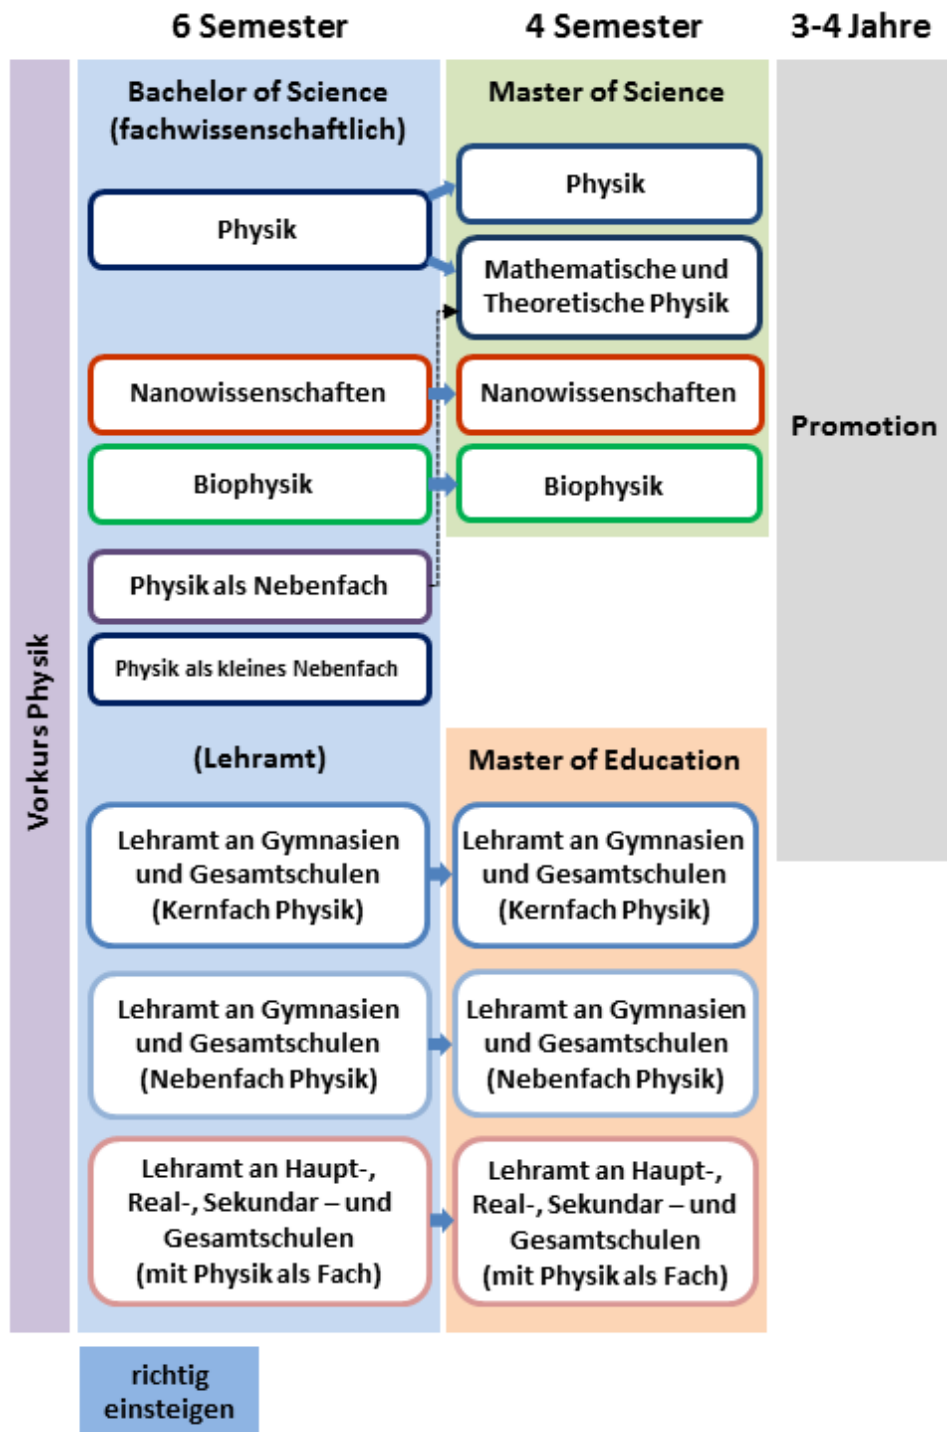 6 Semester
4 Semester
3-4 Jahre
Vorkurs Physik
Bachelor of Science
(fachwissenschaftlich)
Physik
Nanowissenschaften
Biophysik
Physik als Nebenfach
Physik als kleines Nebenfach
(Lehramt)
Lehramt an Gymnasien
und Gesamtschulen
(Kernfach Physik)
Lehramt an Gymnasien
und Gesamtschulen
(Nebenfach Physik)
Lehramt an Haupt-,
Real-, Sekundar – und
Gesamtschulen
(mit Physik als Fach)
Master of Science
Physik
Mathematische und
Theoretische Physik
Nanowissenschaften
Biophysik
Master of Education
Lehramt an Gymnasien
und Gesamtschulen
(Kernfach Physik)
Lehramt an Gymnasien
und Gesamtschulen
(Nebenfach Physik)
Lehramt an Haupt-,
Real-, Sekundar – und
Gesamtschulen
(mit Physik als Fach)
Promotion
richtig
einsteigen